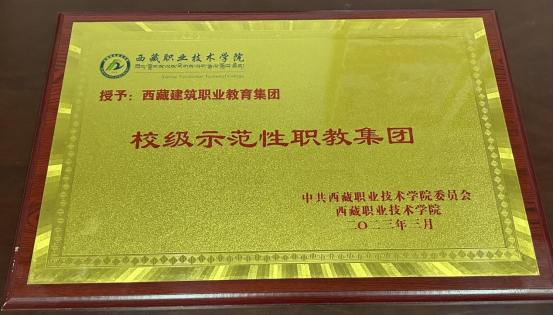 西藏职业技术学院
授予：西藏建筑职业教育集团
校级示范性职教集团
中共西藏职业技术学院委员会
西藏职业技术学院
二〇二三年三月